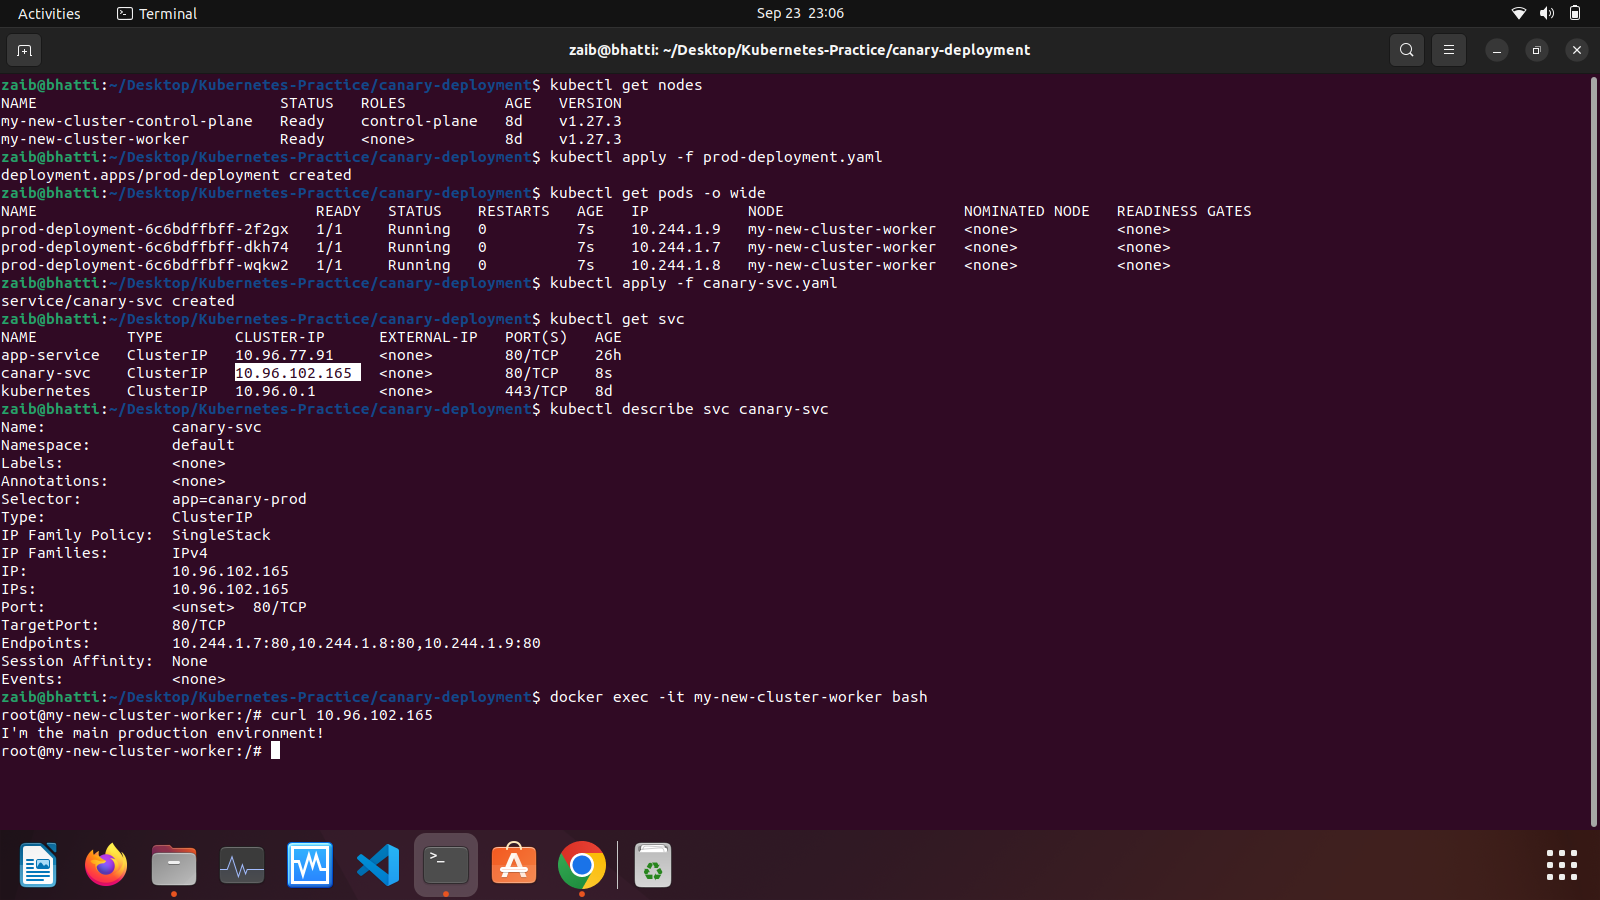 Activities Terminal Sep 23 23:06
zaib@bhatti: ~/Desktop/Kubernetes-Practice/canary-deployment
zaib@bhatti:~/Desktop/Kubernetes-Practice/canary-deployment$ kubectl get nodes
NAME STATUS ROLES AGE VERSION
my-new-cluster-control-plane Ready control-plane 8d v1.27.3
my-new-cluster-worker Ready <none> 8d v1.27.3
zaib@bhatti:~/Desktop/Kubernetes-Practice/canary-deployment$ kubectl apply -f prod-deployment.yaml
deployment.apps/prod-deployment created
zaib@bhatti:~/Desktop/Kubernetes-Practice/canary-deployment$ kubectl get pods -o wide
NAME READY STATUS RESTARTS AGE IP NODE NOMINATED NODE READINESS GATES
prod-deployment-6c6bdffbff-2f2gx 1/1 Running 0 7s 10.244.1.9 my-new-cluster-worker <none> <none>
prod-deployment-6c6bdffbff-dkh74 1/1 Running 0 7s 10.244.1.7 my-new-cluster-worker <none> <none>
prod-deployment-6c6bdffbff-wqkw2 1/1 Running 0 7s 10.244.1.8 my-new-cluster-worker <none> <none>
zaib@bhatti:~/Desktop/Kubernetes-Practice/canary-deployment$ kubectl apply -f canary-svc.yaml
service/canary-svc created
zaib@bhatti:~/Desktop/Kubernetes-Practice/canary-deployment$ kubectl get svc
NAME TYPE CLUSTER-IP EXTERNAL-IP PORT(S) AGE
app-service ClusterIP 10.96.77.91 <none> 80/TCP 26h
canary-svc ClusterIP 10.96.102.165 <none> 80/TCP 8s
kubernetes ClusterIP 10.96.0.1 <none> 443/TCP 8d
zaib@bhatti:~/Desktop/Kubernetes-Practice/canary-deployment$ kubectl describe svc canary-svc
Name: canary-svc
Namespace: default
Labels: <none>
Annotations: <none>
Selector: app=canary-prod
Type: ClusterIP
IP Family Policy: SingleStack
IP Families: IPv4
IP: 10.96.102.165
IPs: 10.96.102.165
Port: <unset> 80/TCP
TargetPort: 80/TCP
Endpoints: 10.244.1.7:80,10.244.1.8:80,10.244.1.9:80
Session Affinity: None
Events: <none>
zaib@bhatti:~/Desktop/Kubernetes-Practice/canary-deployment$ docker exec -it my-new-cluster-worker bash
root@my-new-cluster-worker:/# curl 10.96.102.165
I'm the main production environment!
root@my-new-cluster-worker:/#